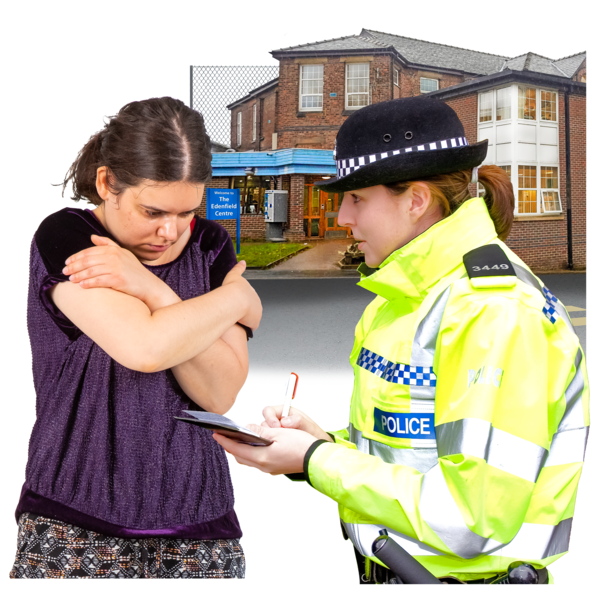 Welcome to
The
Edenfield
Centre
3449
POLICE